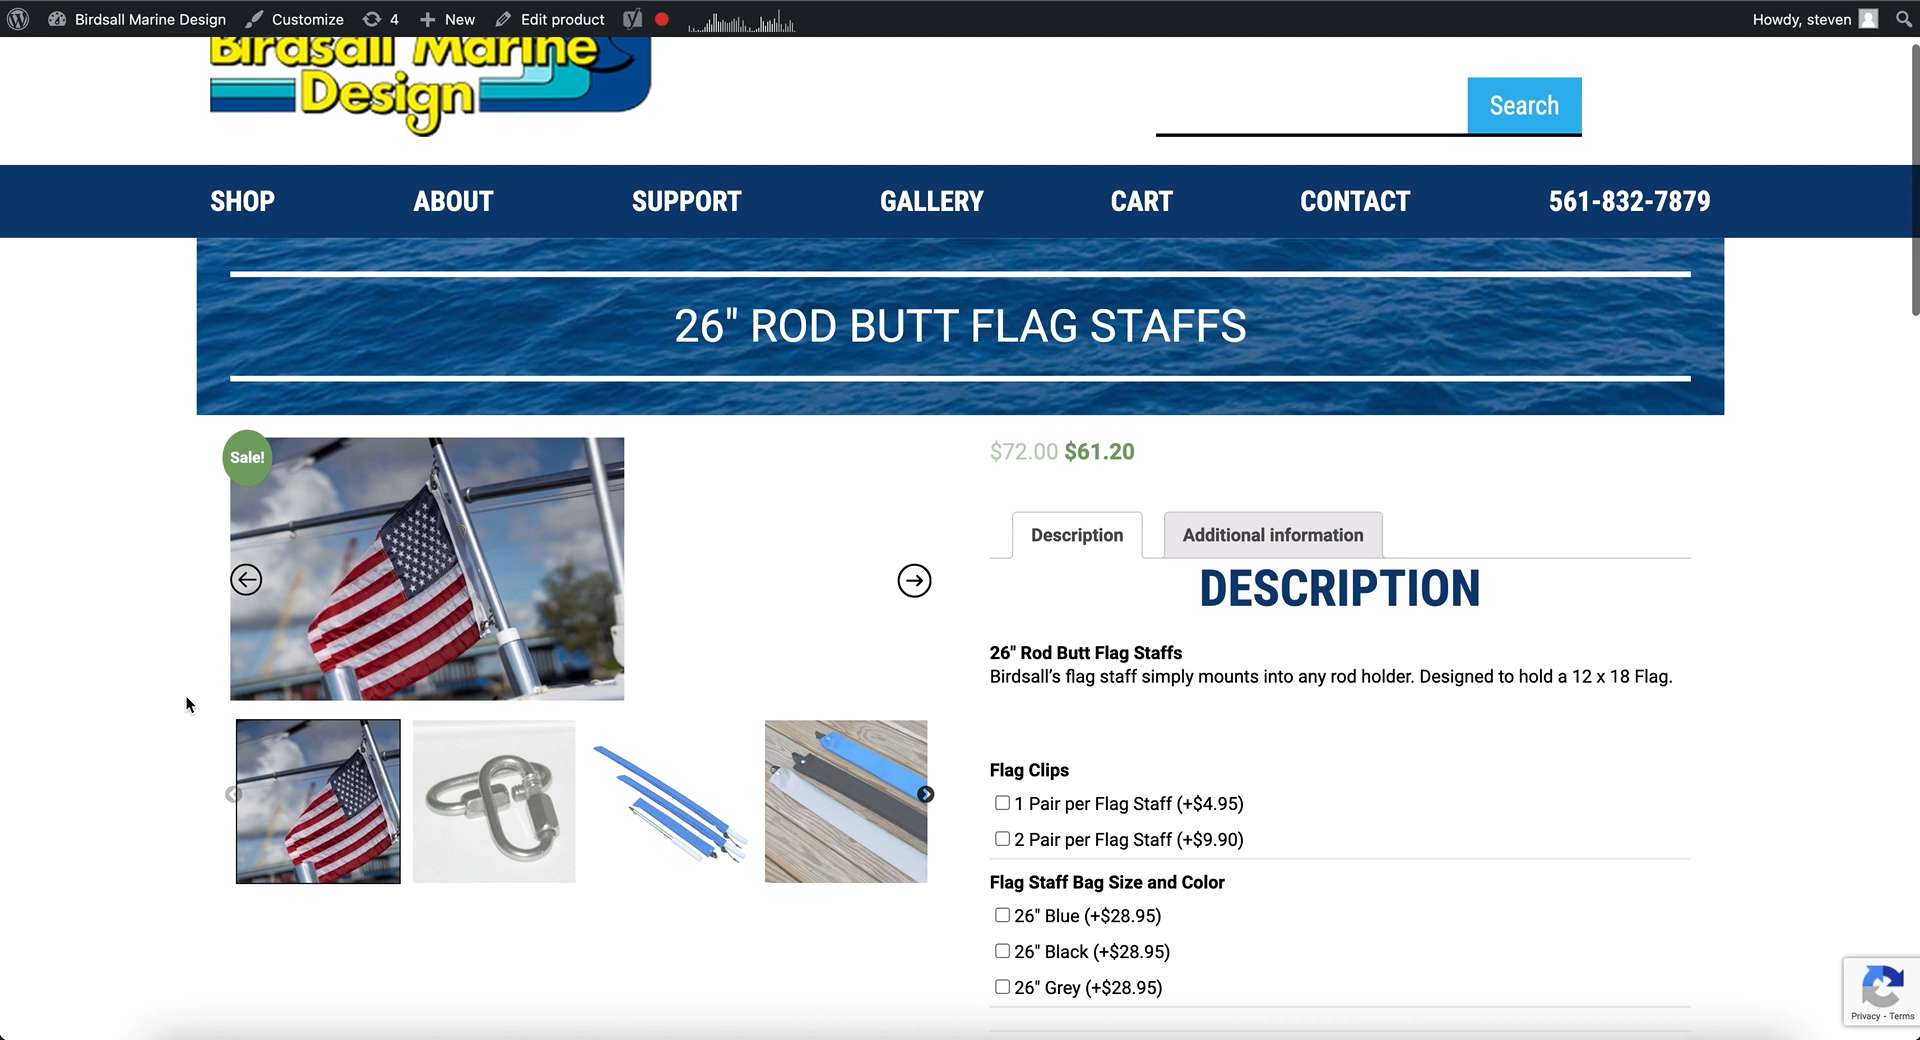 Birdsall Marine Design
Customize
4
New
Edit product
Howdy, steven
Birdsall Marine
Design
Search
SHOP
ABOUT
SUPPORT
GALLERY
CART
CONTACT
561-832-7879
26" ROD BUTT FLAG STAFFS
Sale!
$72.00 $61.20
Description
Additional information
DESCRIPTION
26" Rod Butt Flag Staffs
Birdsall's flag staff simply mounts into any rod holder. Designed to hold a 12 x 18 Flag.
Flag Clips
1 Pair per Flag Staff (+$4.95)
2 Pair per Flag Staff (+$9.90)
Flag Staff Bag Size and Color
26" Blue (+$28.95)
26" Black (+$28.95)
26" Grey (+$28.95)
Privacy - Terms